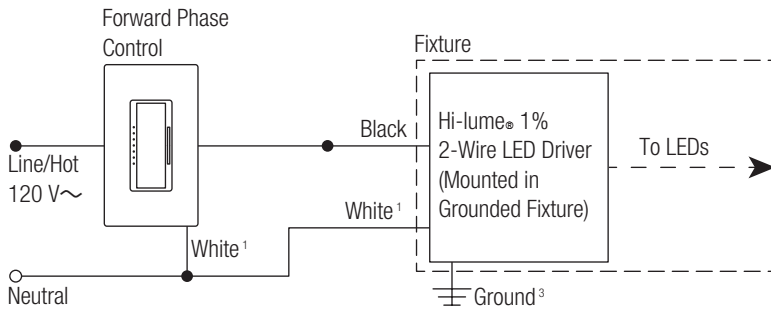 Forward Phase
Control
Fixture
Line/Hot
120 V～
Black
White ¹
White ¹
Neutral
Hi-lume® 1%
2-Wire LED Driver
(Mounted in
Grounded Fixture)
To LEDs
Ground ³